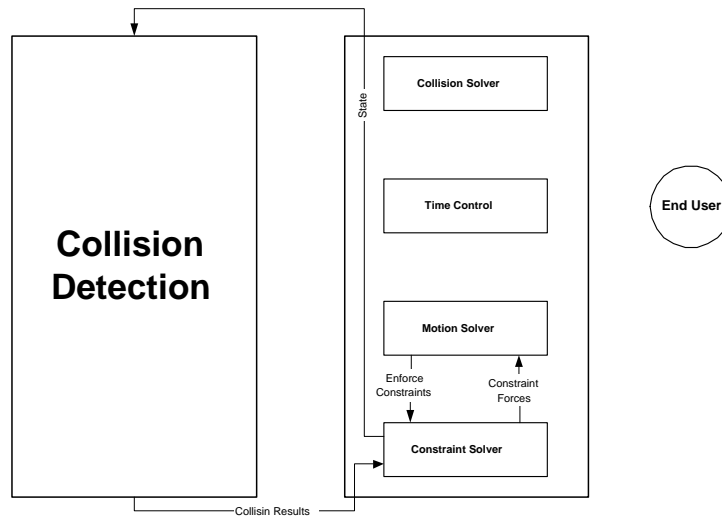 Collision
Detection
State
Collision Solver
Time Control
Motion Solver
Enforce
Constraints
Constraint
Forces
Constraint Solver
Collisin Results
End User